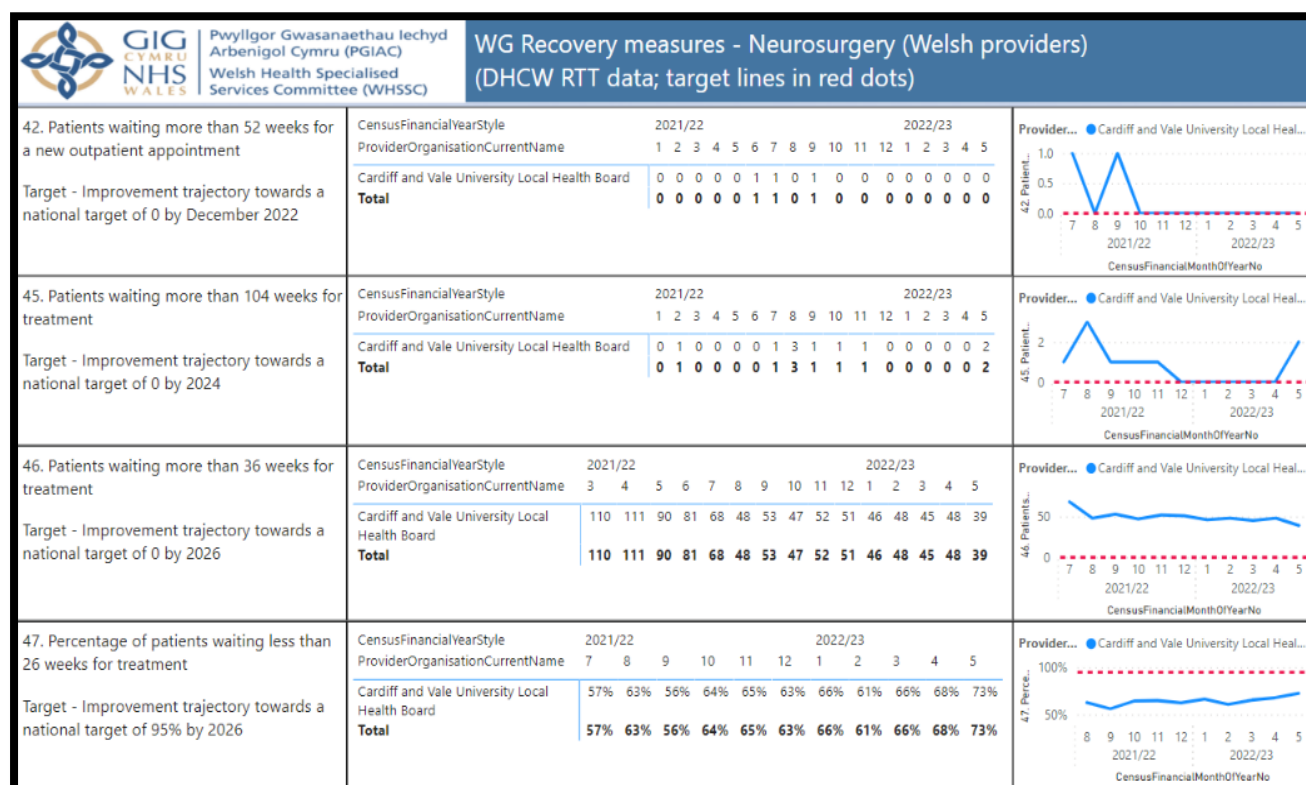 GIG
CYMRU
NHS
WALES
Pwyllgor Gwasanaethau Iechyd
Arbenigol Cymru (PGIAC)
Welsh Health Specialised
Services Committee (WHSSC)
WG Recovery measures - Neurosurgery (Welsh providers)
(DHCW RTT data; target lines in red dots)
42. Patients waiting more than 52 weeks for
a new outpatient appointment
Target - Improvement trajectory towards a
national target of 0 by December 2022
CensusFinancialYearStyle 2021/22 2022/23
ProviderOrganisationCurrentName 1 2 3 4 5 6 7 8 9 10 11 12 1 2 3 4 5
Cardiff and Vale University Local Health Board 0 0 0 0 0 1 1 0 1 0 0 0 0 0 0 0 0
Total 0 0 0 0 0 1 1 0 1 0 0 0 0 0 0 0 0
Provider... Cardiff and Vale University Local Heal...
42. Patient...
1.0
0.5
0.0
7 8 9 10 11 12 1 2 3 4 5
2021/22 2022/23
CensusFinancialMonthOfYearNo
45. Patients waiting more than 104 weeks for
treatment
Target - Improvement trajectory towards a
national target of 0 by 2024
CensusFinancialYearStyle 2021/22 2022/23
ProviderOrganisationCurrentName 1 2 3 4 5 6 7 8 9 10 11 12 1 2 3 4 5
Cardiff and Vale University Local Health Board 0 1 0 0 0 0 1 3 1 1 1 0 0 0 0 0 2
Total 0 1 0 0 0 0 1 3 1 1 1 0 0 0 0 0 2
Provider... Cardiff and Vale University Local Heal...
45. Patient...
2
0
7 8 9 10 11 12 1 2 3 4 5
2021/22 2022/23
CensusFinancialMonthOfYearNo
46. Patients waiting more than 36 weeks for
treatment
Target - Improvement trajectory towards a
national target of 0 by 2026
CensusFinancialYearStyle 2021/22 2022/23
ProviderOrganisationCurrentName 3 4 5 6 7 8 9 10 11 12 1 2 3 4 5
Cardiff and Vale University Local 110 111 90 81 68 48 53 47 52 51 46 48 45 48 39
Health Board
Total 110 111 90 81 68 48 53 47 52 51 46 48 45 48 39
Provider... Cardiff and Vale University Local Heal...
46. Patients...
50
0
7 8 9 10 11 12 1 2 3 4 5
2021/22 2022/23
CensusFinancialMonthOfYearNo
47. Percentage of patients waiting less than
26 weeks for treatment
Target - Improvement trajectory towards a
national target of 95% by 2026
CensusFinancialYearStyle 2021/22 2022/23
ProviderOrganisationCurrentName 7 8 9 10 11 12 1 2 3 4 5
Cardiff and Vale University Local 57% 63% 56% 64% 65% 63% 66% 61% 66% 68% 73%
Health Board
Total 57% 63% 56% 64% 65% 63% 66% 61% 66% 68% 73%
Provider... Cardiff and Vale University Local Heal...
47. Perce...
100%
50%
8 9 10 11 12 1 2 3 4 5
2021/22 2022/23
CensusFinancialMonthOfYearNo